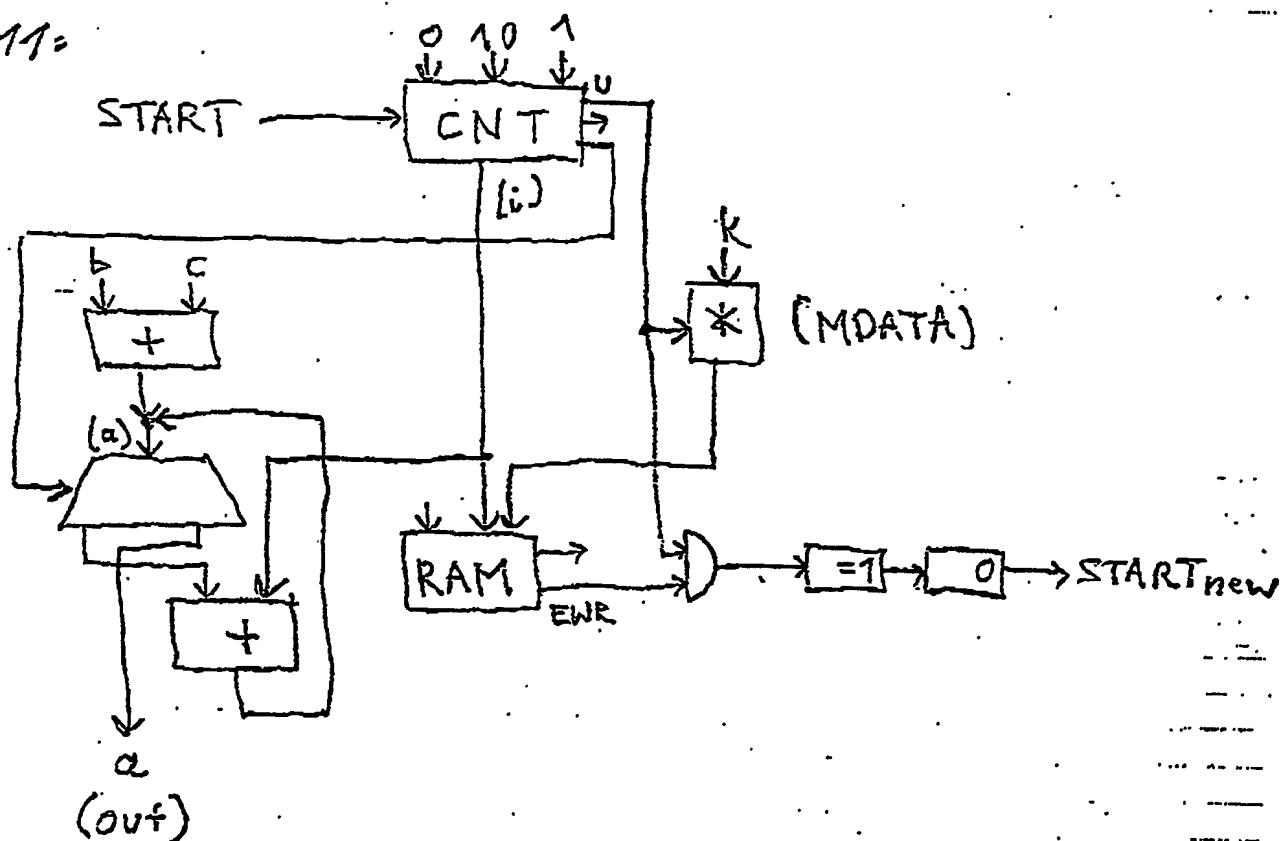 11:
0 10 1
U
START
CNT
(i)
k
b c
+
*
(MDATA)
(a)
RAM
EWR
=1
0
STARTnew
+
a
(out)